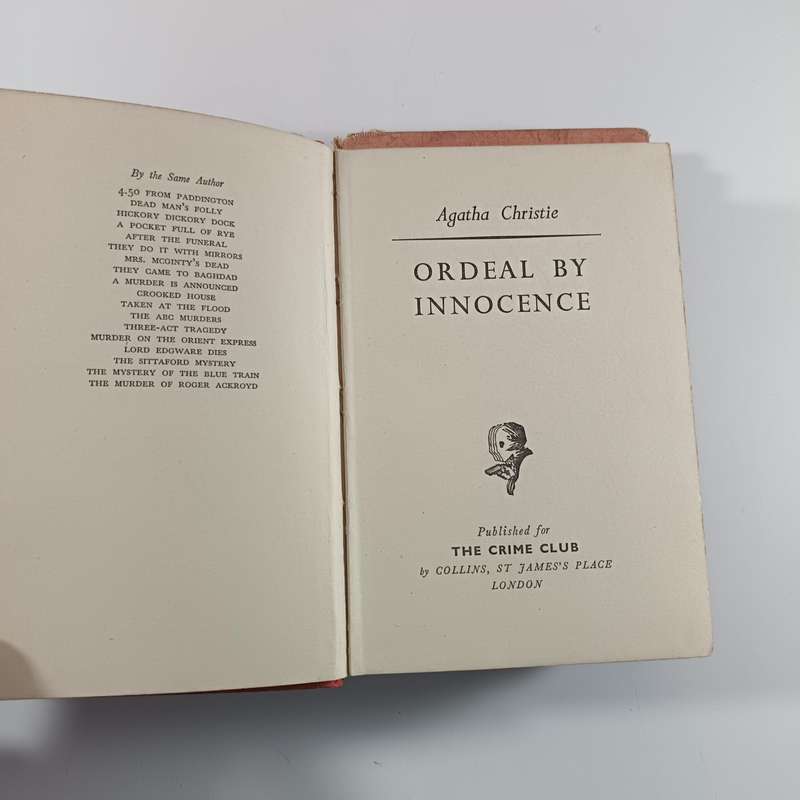 By the Same Author
4.50 FROM PADDINGTON
DEAD MAN'S FOLLY
HICKORY DICKORY DOCK
A POCKET FULL OF RYE
AFTER THE FUNERAL
THEY DO IT WITH MIRRORS
MRS. MCGINTY'S DEAD
THEY CAME TO BAGHDAD
A MURDER IS ANNOUNCED
CROOKED HOUSE
TAKEN AT THE FLOOD
THE ABC MURDERS
THREE-ACT TRAGEDY
MURDER ON THE ORIENT EXPRESS
LORD EDGWARE DIES
THE SITTAFORD MYSTERY
THE MYSTERY OF THE BLUE TRAIN
THE MURDER OF ROGER ACKROYD
Agatha Christie
ORDEAL BY
INNOCENCE
Published for
THE CRIME CLUB
by COLLINS, ST JAMES'S PLACE
LONDON